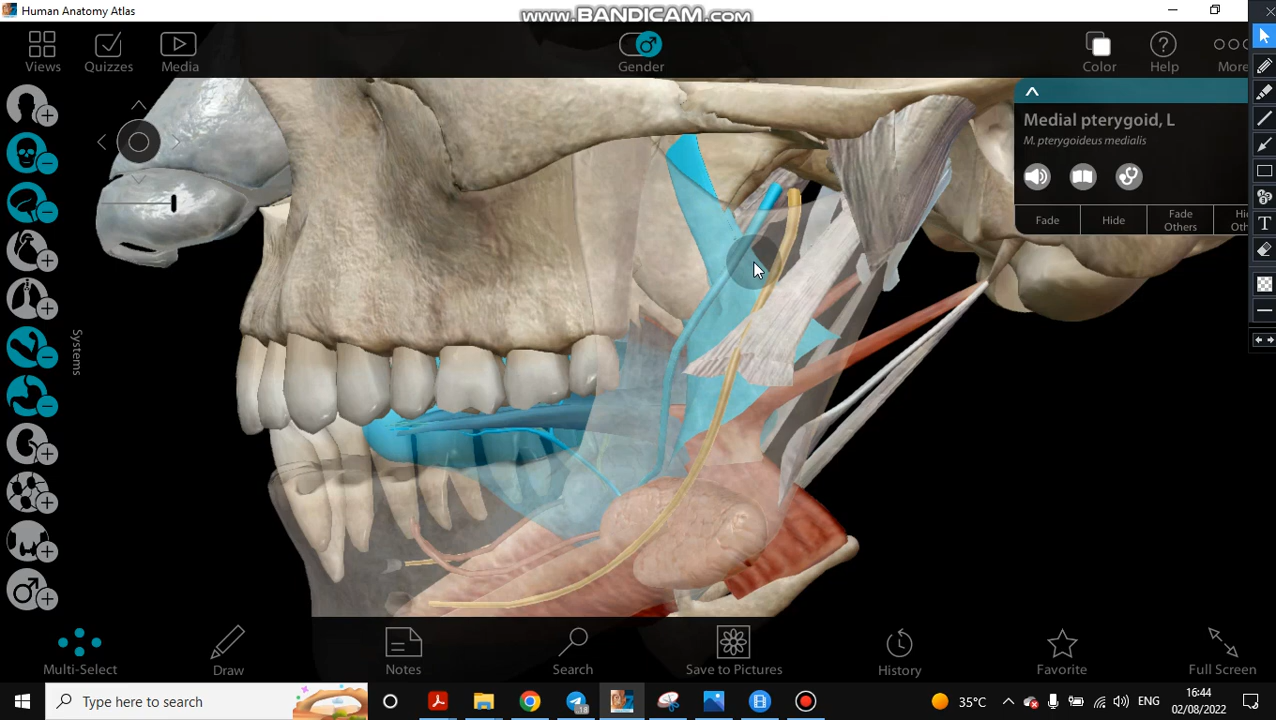 Human Anatomy Atlas
www.BANDICAM.com
Views
Quizzes
Media
Gender
Color
Help
More
Medial pterygoid, L
M. pterygoideus medialis
Fade
Hide
Fade
Others
Systems
Multi-Select
Draw
Notes
Search
Save to Pictures
History
Favorite
Full Screen
Type here to search
18
35°C
ENG
16:44
02/08/2022